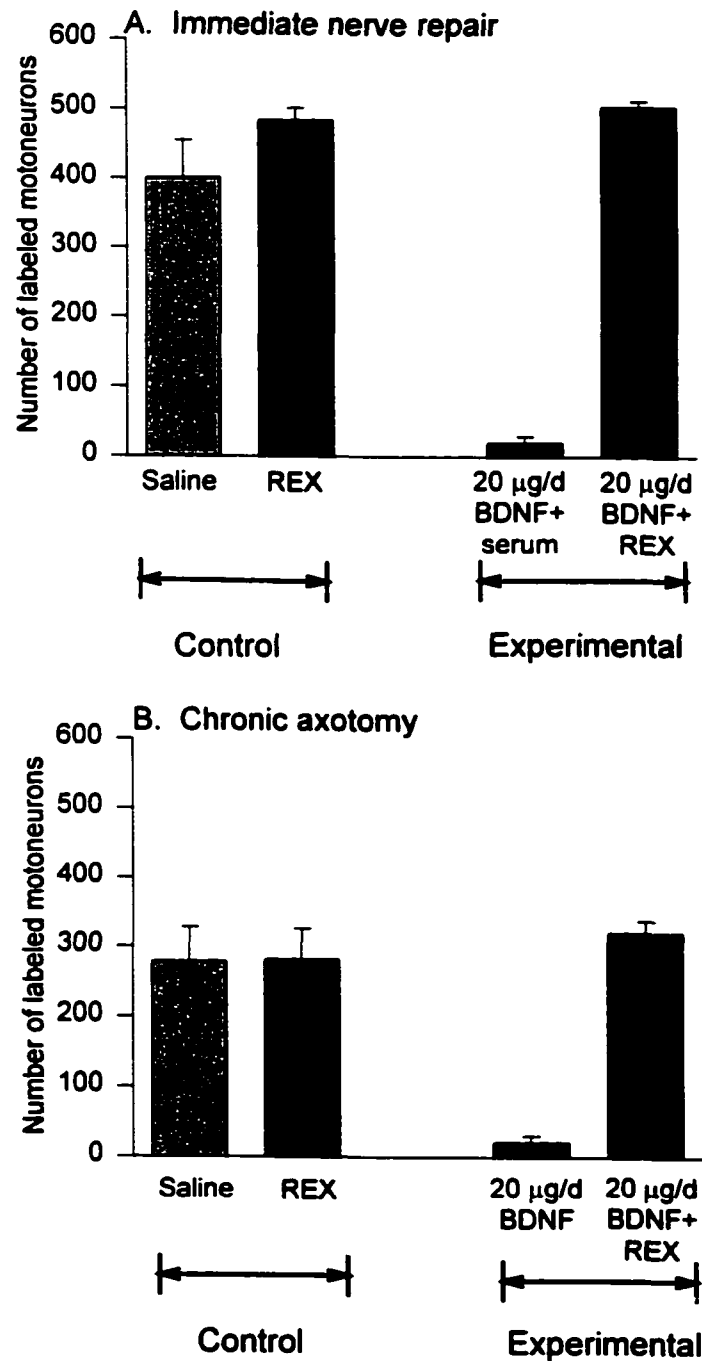 A. Immediate nerve repair
Number of labeled motoneurons
600
500
400
300
200
100
0
Saline
REX
20 µg/d
BDNF+
serum
20 µg/d
BDNF+
REX
Control
Experimental
B. Chronic axotomy
Number of labeled motoneurons
600
500
400
300
200
100
0
Saline
REX
20 µg/d
BDNF
20 µg/d
BDNF+
REX
Control
Experimental